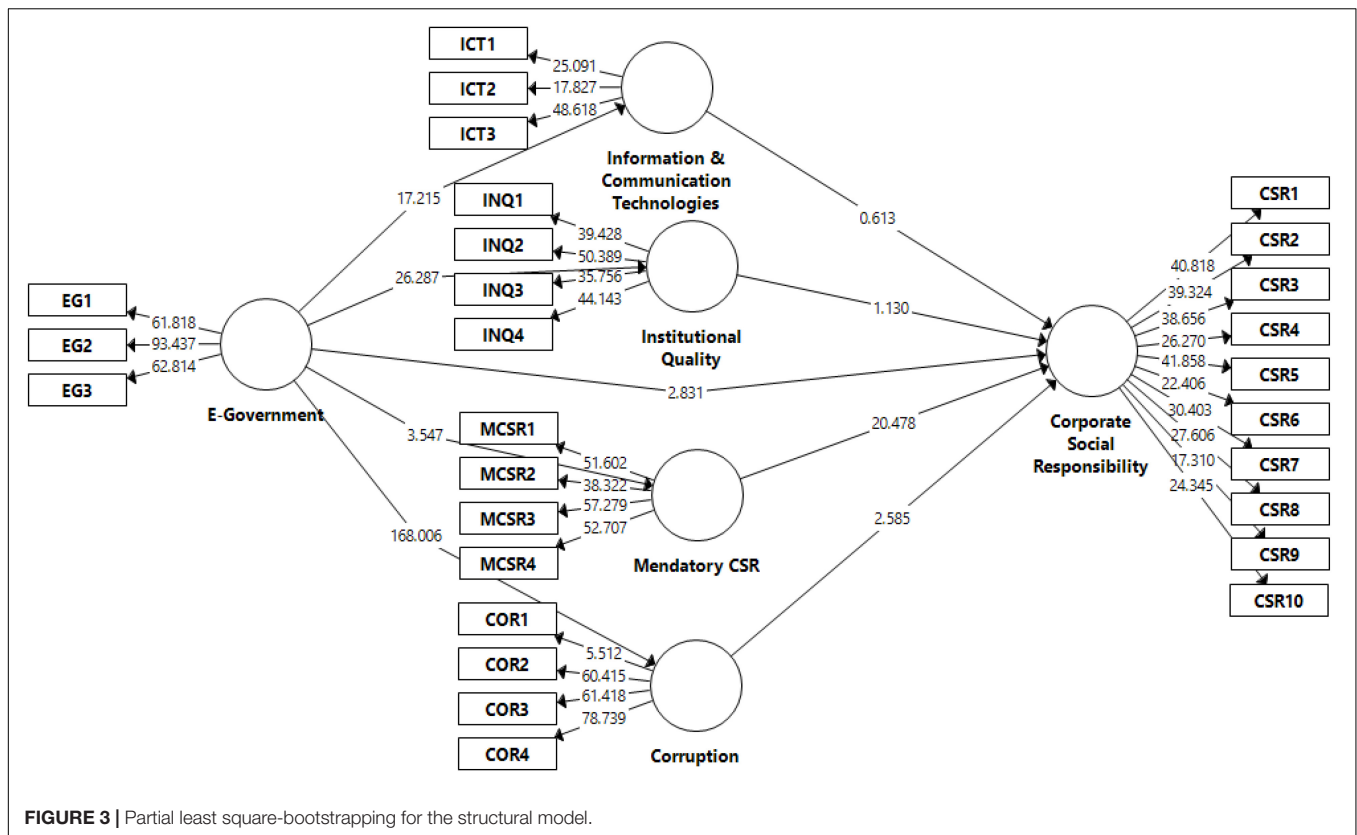 ICT1
ICT2
ICT3
25.091
17.827
48.618
Information &
Communication
Technologies
17.215
0.613
INQ1
INQ2
INQ3
INQ4
39.428
50.389
35.756
44.143
Institutional
Quality
26.287
1.130
EG1
EG2
EG3
61.818
93.437
62.814
E-Government
2.831
3.547
MCSR1
MCSR2
MCSR3
MCSR4
51.602
38.322
57.279
52.707
Mendatory CSR
20.478
168.006
COR1
COR2
COR3
COR4
5.512
60.415
61.418
78.739
Corruption
2.585
Corporate
Social
Responsibility
40.818
39.324
38.656
26.270
41.858
22.406
30.403
27.606
17.310
24.345
CSR1
CSR2
CSR3
CSR4
CSR5
CSR6
CSR7
CSR8
CSR9
CSR10
FIGURE 3 | Partial least square-bootstrapping for the structural model.